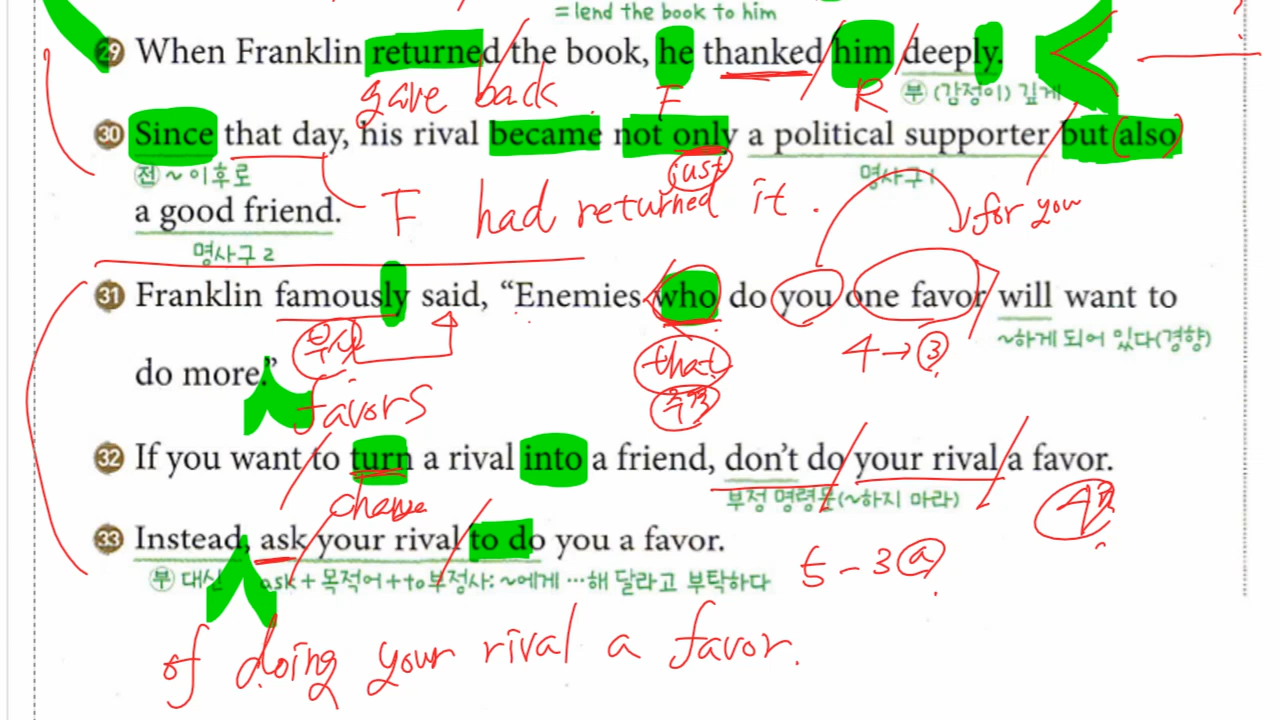 = lend the book to him
29 When Franklin returned the book, he thanked him deeply.
gave back F R 부 (감정이) 깊게
30 Since that day, his rival became not only a political supporter but also
전 ~이후로 just 명사구 1
a good friend. F had returned it. for you
명사구 2
31 Franklin famously said, “Enemies who do you one favor will want to
부사 that 4→③ ~하게 되어 있다(경향)
do more.”
favors
32 If you want to turn a rival into a friend, don't do your rival a favor.
change 부정 명령문(~하지 마라)
33 Instead, ask your rival to do you a favor.
부 대신 ask + 목적어 + to부정사: ~에게 …해 달라고 부탁하다 5-3ⓐ
of doing your rival a favor.